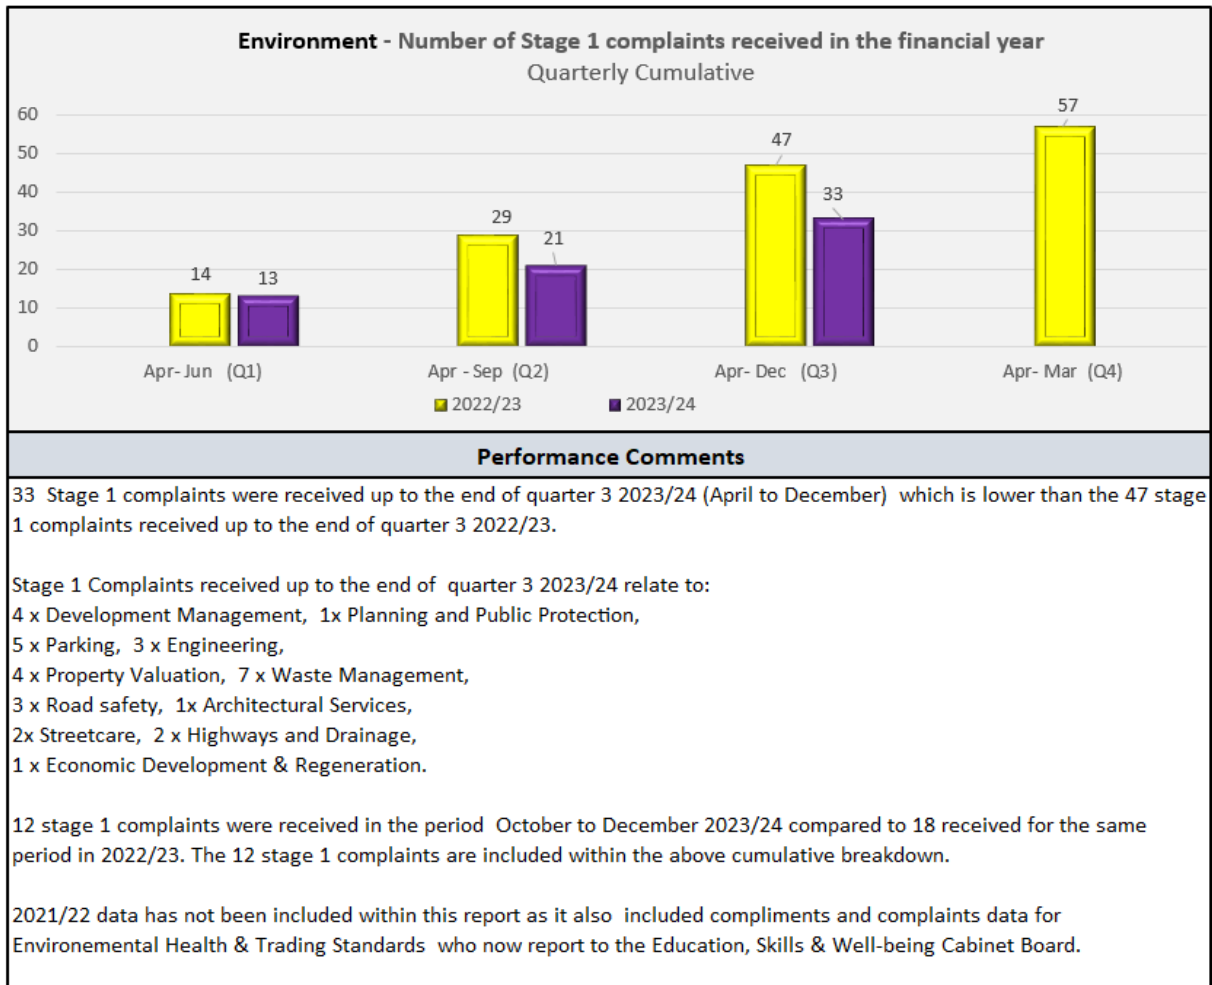 Environment - Number of Stage 1 complaints received in the financial year
Quarterly Cumulative
60
50
40
30
20
10
0
14
13
29
21
47
33
57
Apr- Jun (Q1)
Apr - Sep (Q2)
Apr- Dec (Q3)
Apr- Mar (Q4)
2022/23
2023/24
Performance Comments
33 Stage 1 complaints were received up to the end of quarter 3 2023/24 (April to December) which is lower than the 47 stage
1 complaints received up to the end of quarter 3 2022/23.
Stage 1 Complaints received up to the end of quarter 3 2023/24 relate to:
4 x Development Management, 1x Planning and Public Protection,
5 x Parking, 3 x Engineering,
4 x Property Valuation, 7 x Waste Management,
3 x Road safety, 1x Architectural Services,
2x Streetcare, 2 x Highways and Drainage,
1 x Economic Development & Regeneration.
12 stage 1 complaints were received in the period October to December 2023/24 compared to 18 received for the same
period in 2022/23. The 12 stage 1 complaints are included within the above cumulative breakdown.
2021/22 data has not been included within this report as it also included compliments and complaints data for
Environemental Health & Trading Standards who now report to the Education, Skills & Well-being Cabinet Board.